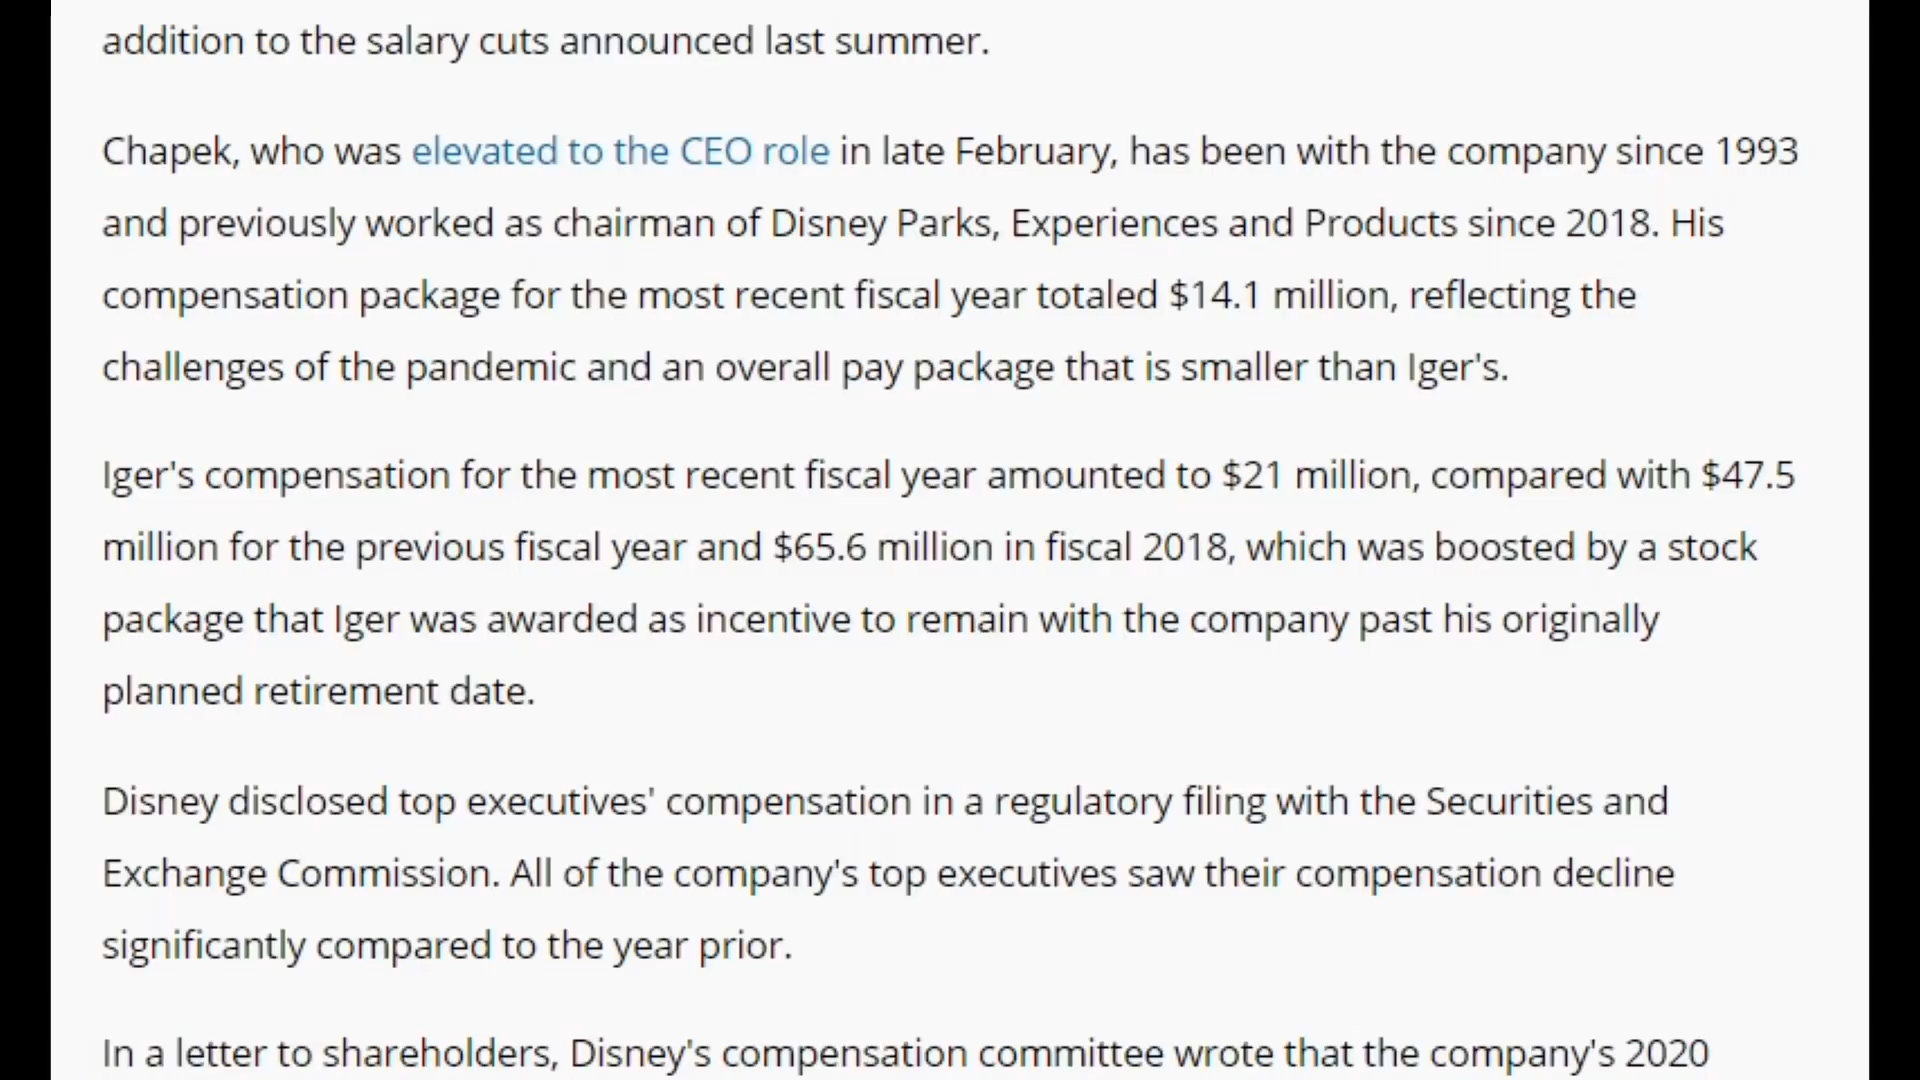 addition to the salary cuts announced last summer.
Chapek, who was elevated to the CEO role in late February, has been with the company since 1993
and previously worked as chairman of Disney Parks, Experiences and Products since 2018. His
compensation package for the most recent fiscal year totaled $14.1 million, reflecting the
challenges of the pandemic and an overall pay package that is smaller than Iger's.
Iger's compensation for the most recent fiscal year amounted to $21 million, compared with $47.5
million for the previous fiscal year and $65.6 million in fiscal 2018, which was boosted by a stock
package that Iger was awarded as incentive to remain with the company past his originally
planned retirement date.
Disney disclosed top executives' compensation in a regulatory filing with the Securities and
Exchange Commission. All of the company's top executives saw their compensation decline
significantly compared to the year prior.
In a letter to shareholders, Disney's compensation committee wrote that the company's 2020